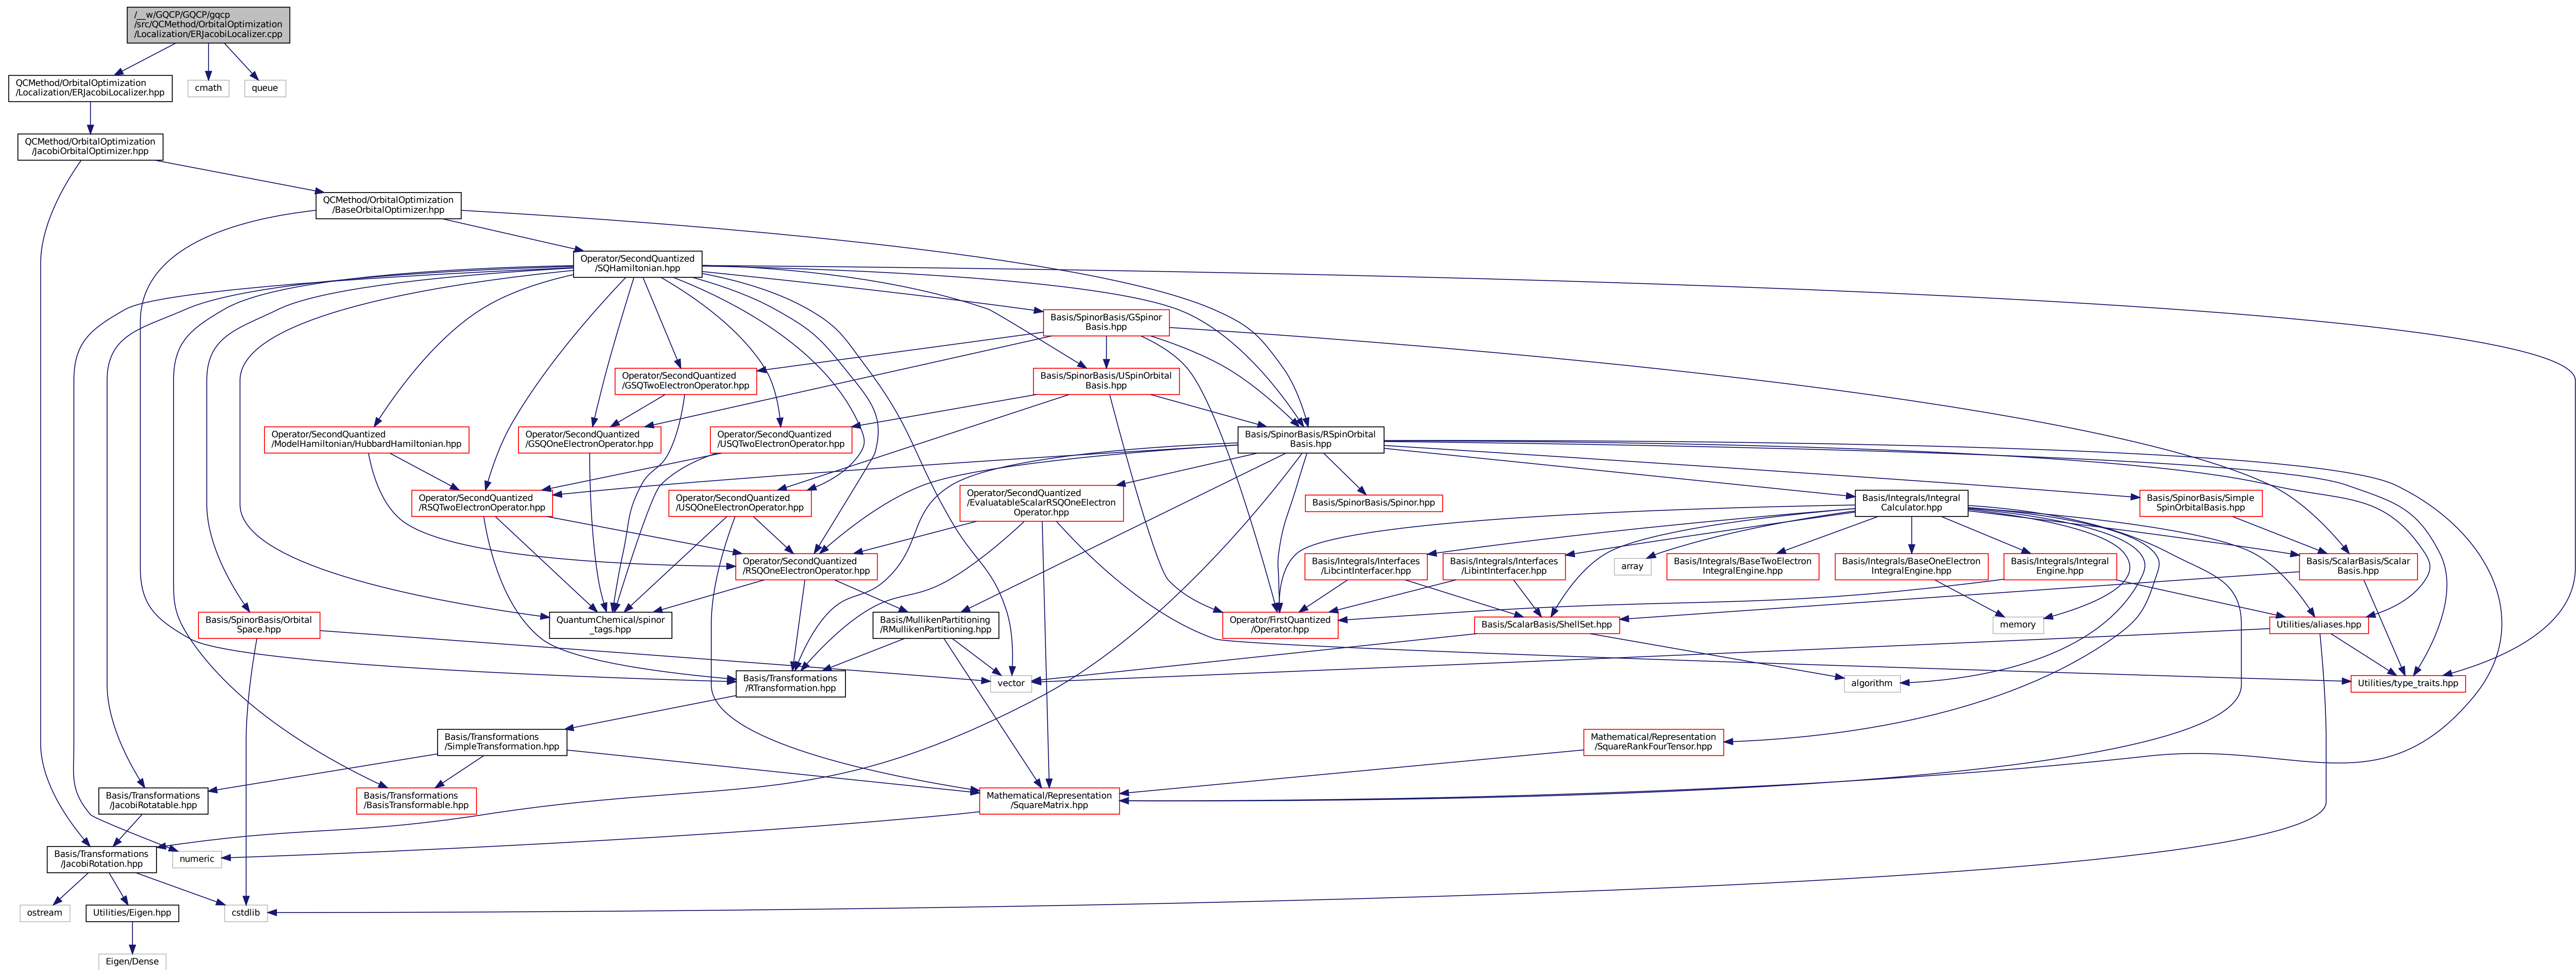 /__w/GQCP/GQCP/gqcp
/src/QCMethod/OrbitalOptimization
/Localization/ERJacobiLocalizer.cpp
QCMethod/OrbitalOptimization
/Localization/ERJacobiLocalizer.hpp
cmath
queue
QCMethod/OrbitalOptimization
/JacobiOrbitalOptimizer.hpp
QCMethod/OrbitalOptimization
/BaseOrbitalOptimizer.hpp
Operator/SecondQuantized
/SQHamiltonian.hpp
Basis/SpinorBasis/GSpinor
Basis.hpp
Operator/SecondQuantized
/GSQTwoElectronOperator.hpp
Basis/SpinorBasis/USpinOrbital
Basis.hpp
Operator/SecondQuantized
/ModelHamiltonian/HubbardHamiltonian.hpp
Operator/SecondQuantized
/GSQOneElectronOperator.hpp
Operator/SecondQuantized
/USQTwoElectronOperator.hpp
Basis/SpinorBasis/RSpinOrbital
Basis.hpp
Operator/SecondQuantized
/RSQTwoElectronOperator.hpp
Operator/SecondQuantized
/USQOneElectronOperator.hpp
Operator/SecondQuantized
/EvaluatableScalarRSQOneElectron
Operator.hpp
Basis/SpinorBasis/Spinor.hpp
Basis/Integrals/Integral
Calculator.hpp
Basis/SpinorBasis/Simple
SpinOrbitalBasis.hpp
Operator/SecondQuantized
/RSQOneElectronOperator.hpp
Basis/Integrals/Interfaces
/LibcintInterfacer.hpp
Basis/Integrals/Interfaces
/LibintInterfacer.hpp
array
Basis/Integrals/BaseTwoElectron
IntegralEngine.hpp
Basis/Integrals/BaseOneElectron
IntegralEngine.hpp
Basis/Integrals/Integral
Engine.hpp
Basis/ScalarBasis/Scalar
Basis.hpp
Basis/SpinorBasis/Orbital
Space.hpp
QuantumChemical/spinor
_tags.hpp
Basis/MullikenPartitioning
/RMullikenPartitioning.hpp
Operator/FirstQuantized
/Operator.hpp
Basis/ScalarBasis/ShellSet.hpp
memory
Utilities/aliases.hpp
Basis/Transformations
/RTransformation.hpp
vector
algorithm
Utilities/type_traits.hpp
Basis/Transformations
/SimpleTransformation.hpp
Mathematical/Representation
/SquareRankFourTensor.hpp
Basis/Transformations
/JacobiRotatable.hpp
Basis/Transformations
/BasisTransformable.hpp
Mathematical/Representation
/SquareMatrix.hpp
Basis/Transformations
/JacobiRotation.hpp
numeric
ostream
Utilities/Eigen.hpp
cstdlib
Eigen/Dense